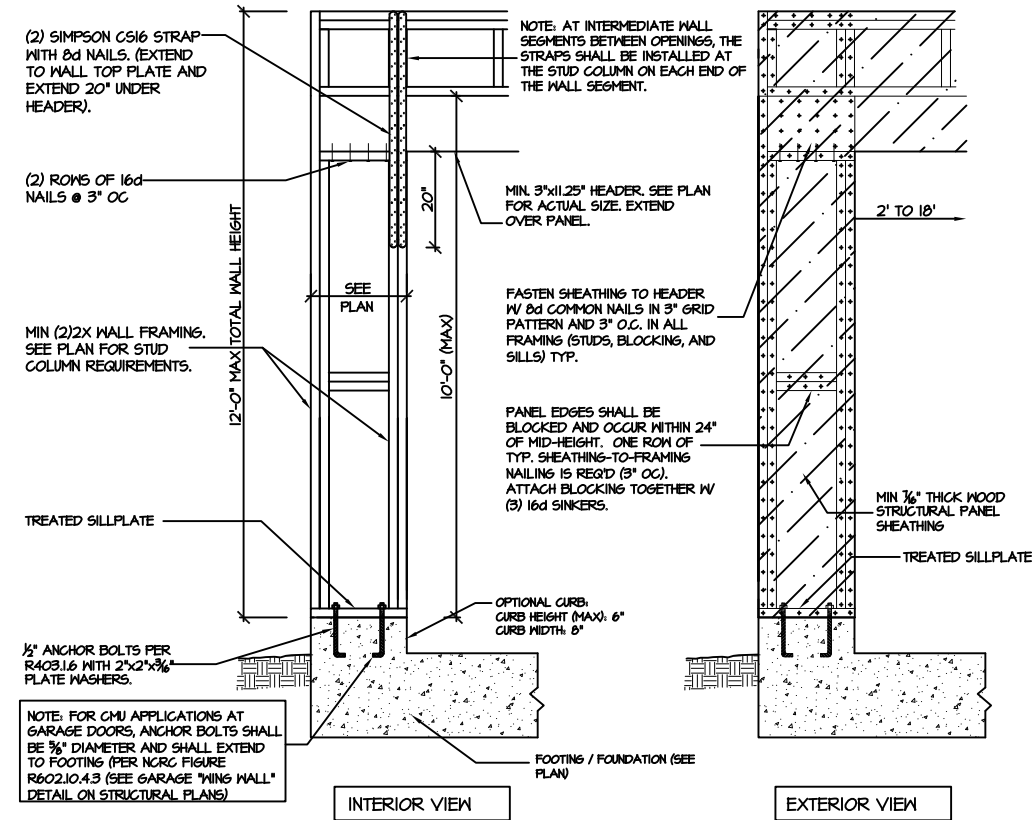 (2) SIMPSON CS16 STRAP
WITH 8d NAILS. (EXTEND
TO WALL TOP PLATE AND
EXTEND 20" UNDER
HEADER).
NOTE: AT INTERMEDIATE WALL
SEGMENTS BETWEEN OPENINGS, THE
STRAPS SHALL BE INSTALLED AT
THE STUD COLUMN ON EACH END OF
THE WALL SEGMENT.
(2) ROWS OF 16d
NAILS @ 3" OC
20"
MIN. 3"x11.25" HEADER. SEE PLAN
FOR ACTUAL SIZE. EXTEND
OVER PANEL.
2' TO 18'
12'-0" MAX TOTAL WALL HEIGHT
SEE
PLAN
10'-0" (MAX)
FASTEN SHEATHING TO HEADER
W/ 8d COMMON NAILS IN 3" GRID
PATTERN AND 3" O.C. IN ALL
FRAMING (STUDS, BLOCKING, AND
SILLS) TYP.
MIN (2)2X WALL FRAMING.
SEE PLAN FOR STUD
COLUMN REQUIREMENTS.
PANEL EDGES SHALL BE
BLOCKED AND OCCUR WITHIN 24"
OF MID-HEIGHT. ONE ROW OF
TYP. SHEATHING-TO-FRAMING
NAILING IS REQ'D (3" OC).
ATTACH BLOCKING TOGETHER W/
(3) 16d SINKERS.
MIN 7/16" THICK WOOD
STRUCTURAL PANEL
SHEATHING
TREATED SILLPLATE
TREATED SILLPLATE
OPTIONAL CURB:
CURB HEIGHT (MAX): 6"
CURB WIDTH: 8"
1/2" ANCHOR BOLTS PER
R403.1.6 WITH 2"x2"x3/16"
PLATE WASHERS.
NOTE: FOR CMU APPLICATIONS AT
GARAGE DOORS, ANCHOR BOLTS SHALL
BE 5/8" DIAMETER AND SHALL EXTEND
TO FOOTING (PER NCRC FIGURE
R602.10.4.3 (SEE GARAGE "WING WALL"
DETAIL ON STRUCTURAL PLANS)
FOOTING / FOUNDATION (SEE
PLAN)
INTERIOR VIEW
EXTERIOR VIEW